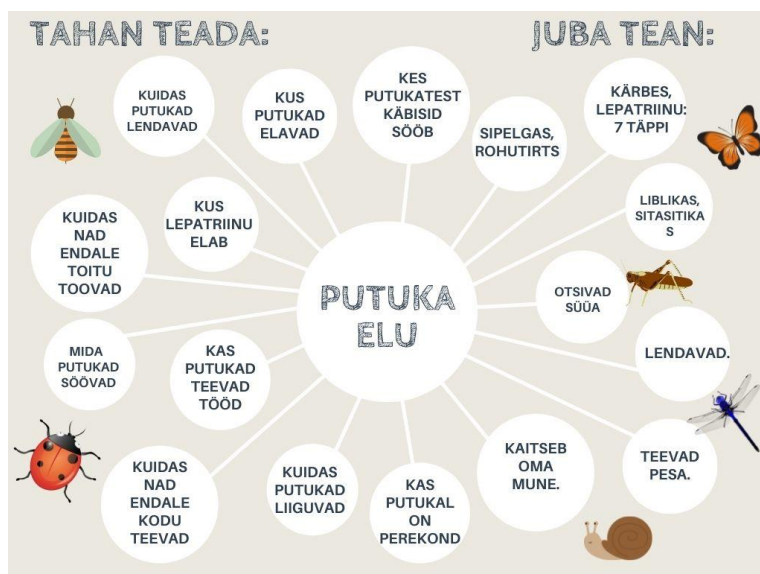 TAHAN TEADA:
JUBA TEAN:
KUIDAS
PUTUKAD
LENDAVAD
KUS
PUTUKAD
ELAVAD
KES
PUTUKATEST
KÄBISID
SÖÖB
SIPELGAS,
ROHUTIRTS
KÄRBES,
LEPATRIINU:
7 TÄPPI
KUIDAS
NAD
ENDALE
TOITU
TOOVAD
KUS
LEPATRIINU
ELAB
LIBLIKAS,
SITASITIKA
S
PUTUKA
ELU
OTSIVAD
SÜÜA
MIDA
PUTUKAD
SÖÖVAD
KAS
PUTUKAD
TEEVAD
TÖÖD
LENDAVAD.
KUIDAS
NAD
ENDALE
KODU
TEEVAD
KUIDAS
PUTUKAD
LIIGUVAD
KAS
PUTUKAL
ON
PEREKOND
KAITSEB
OMA
MUNE.
TEEVAD
PESA.